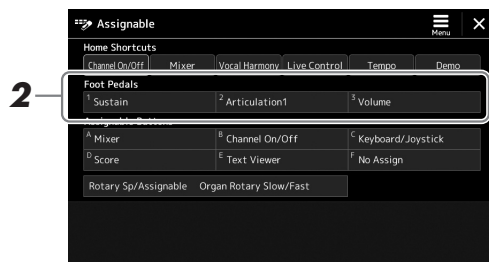 Assignable
Menu
Home Shortcuts
Channel On/Off Mixer Vocal Harmony Live Control Tempo Demo
2
Foot Pedals
1 Sustain 2 Articulation1 3 Volume
Assignable Buttons
A Mixer B Channel On/Off C Keyboard/Joystick
D Score E Text Viewer F No Assign
Rotary Sp/Assignable Organ Rotary Slow/Fast